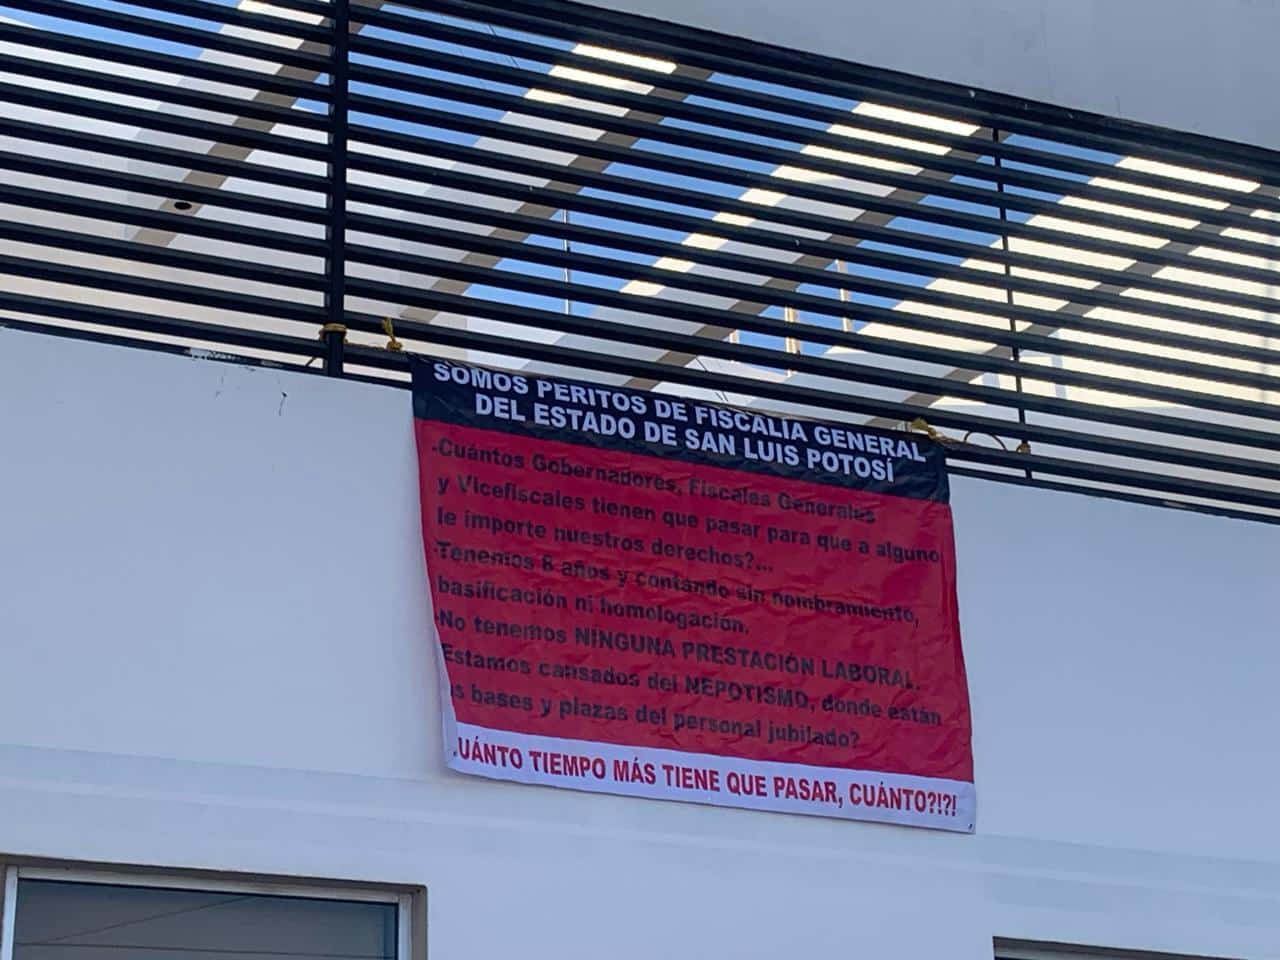 SOMOS PERITOS DE FISCALIA GENERAL
DEL ESTADO DE SAN LUIS POTOSÍ
-Cuántos Gobernadores, Fiscales Generales
y Vicefiscales tienen que pasar para que a alguno
le importe nuestros derechos?...
-Tenemos 8 años y contando sin nombramiento,
basificación ni homologación.
-No tenemos NINGUNA PRESTACIÓN LABORAL.
Estamos cansados del NEPOTISMO, donde están
as bases y plazas del personal jubilado?
UÁNTO TIEMPO MÁS TIENE QUE PASAR, CUÁNTO?!?!